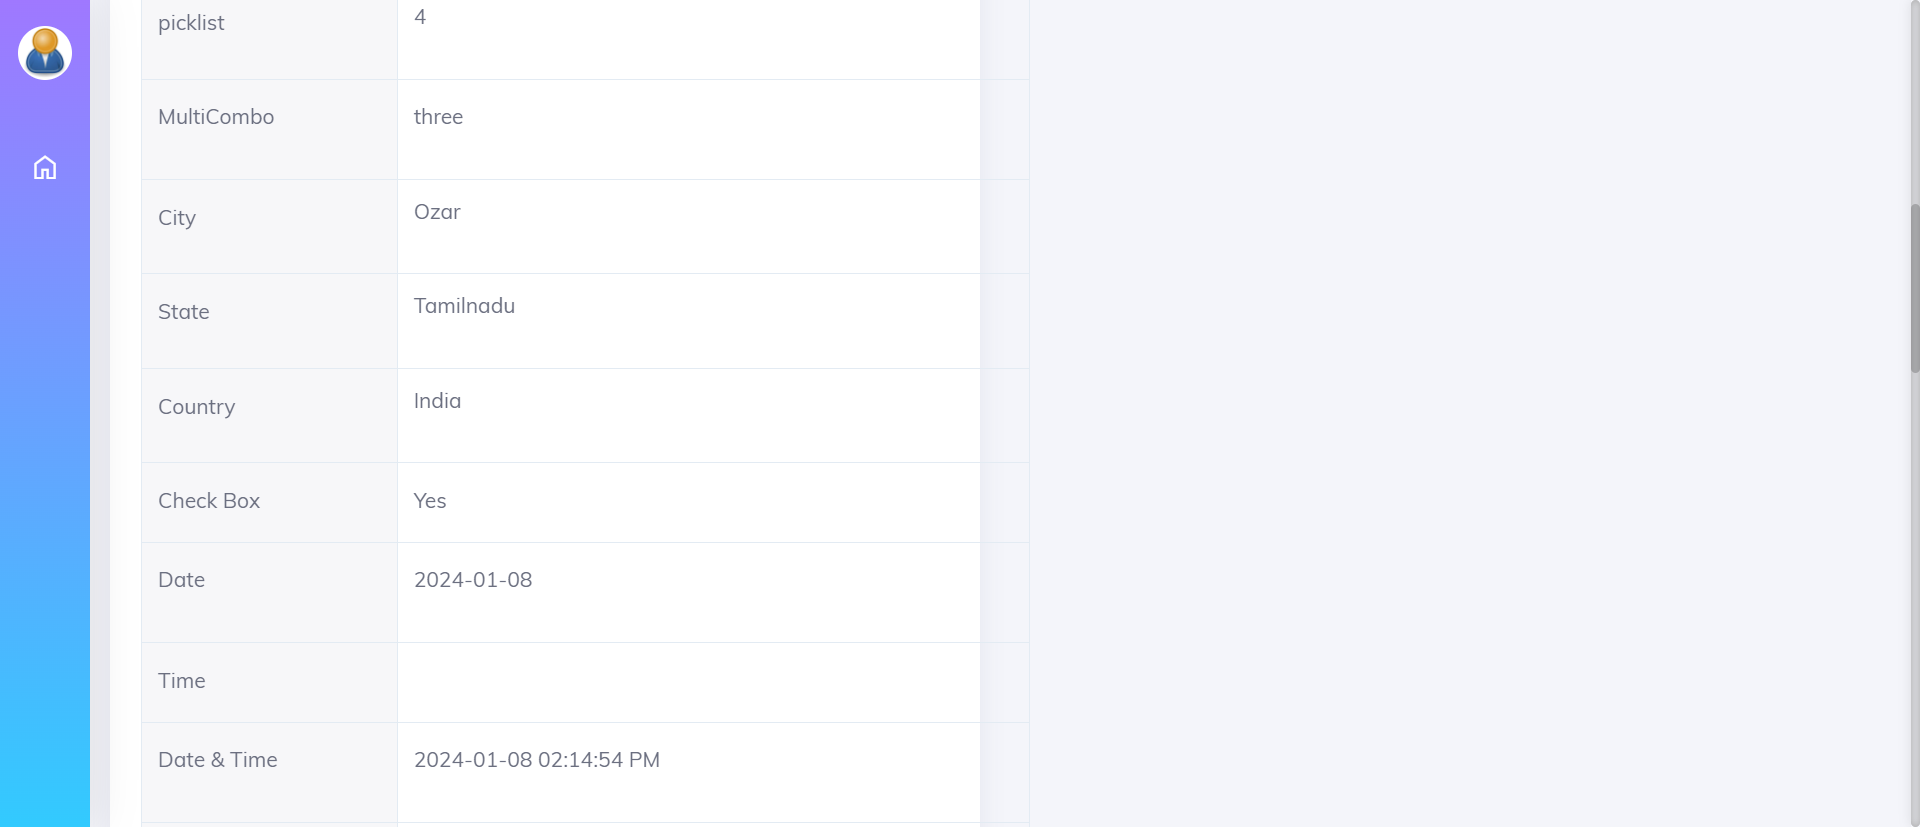 picklist 4
MultiCombo three
City Ozar
State Tamilnadu
Country India
Check Box Yes
Date 2024-01-08
Time
Date & Time 2024-01-08 02:14:54 PM